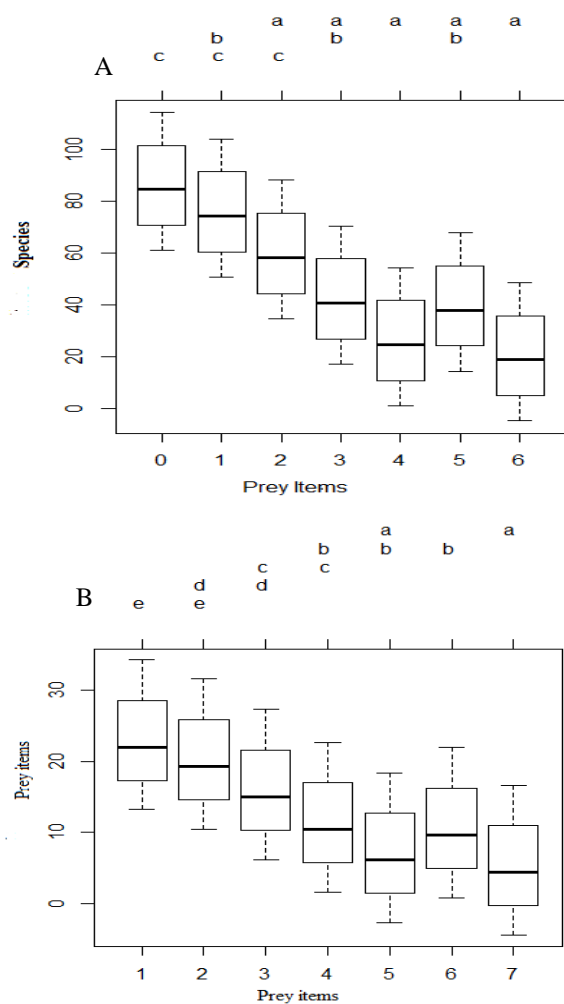 a a a a a
b b b
A
c c c
100
80
60
40
20
0
Species
0 1 2 3 4 5 6
Prey Items
a a
b b b
c c
d d
B
e e
30
20
10
0
Prey items
1 2 3 4 5 6 7
Prey items